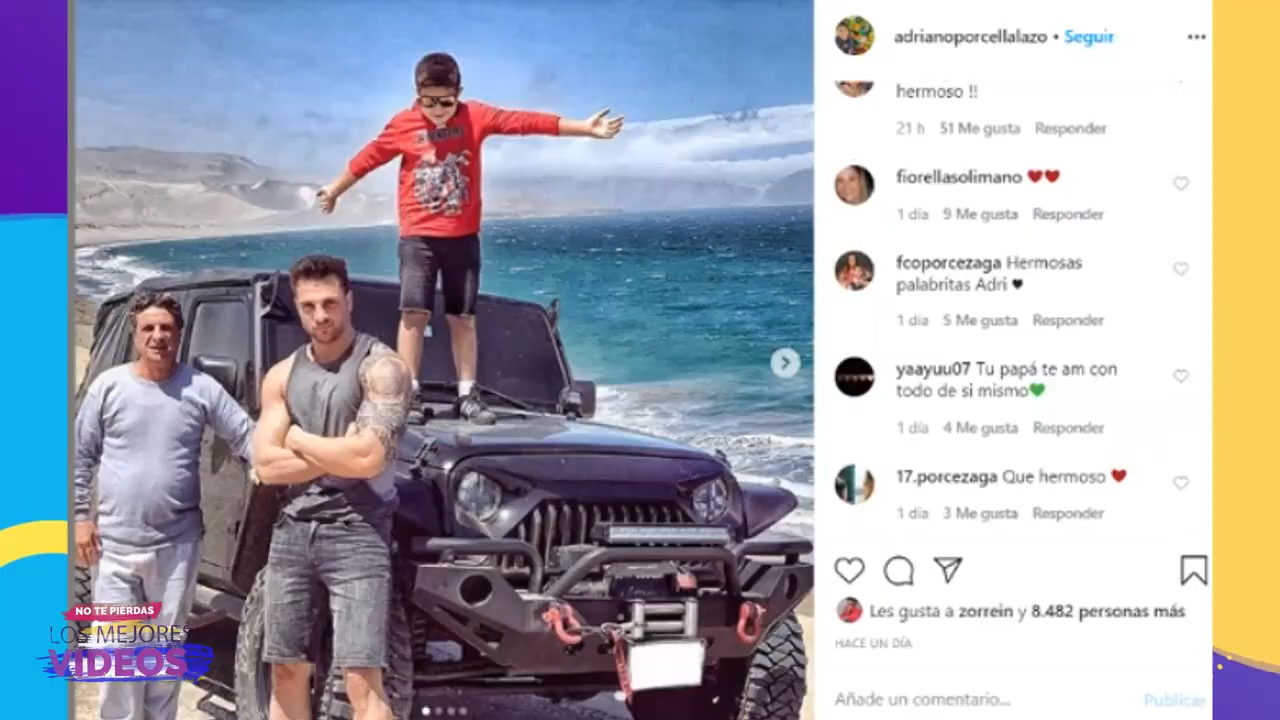 adrianoporcellalazo • Seguir
hermoso !!
21 h 51 Me gusta Responder
fiorellasolimano ❤❤
1 día 9 Me gusta Responder
fcoporcezaga Hermosas
palabritas Adri 🖤
1 día 5 Me gusta Responder
yaayuu07 Tu papá te am con
todo de si mismo💚
1 día 4 Me gusta Responder
17.porcezaga Que hermoso ❤
1 día 3 Me gusta Responder
Les gusta a zorrein y 8.482 personas más
HACE UN DÍA
Añade un comentario...
Publicar
NO TE PIERDAS
LOS MEJORES
VIDEOS